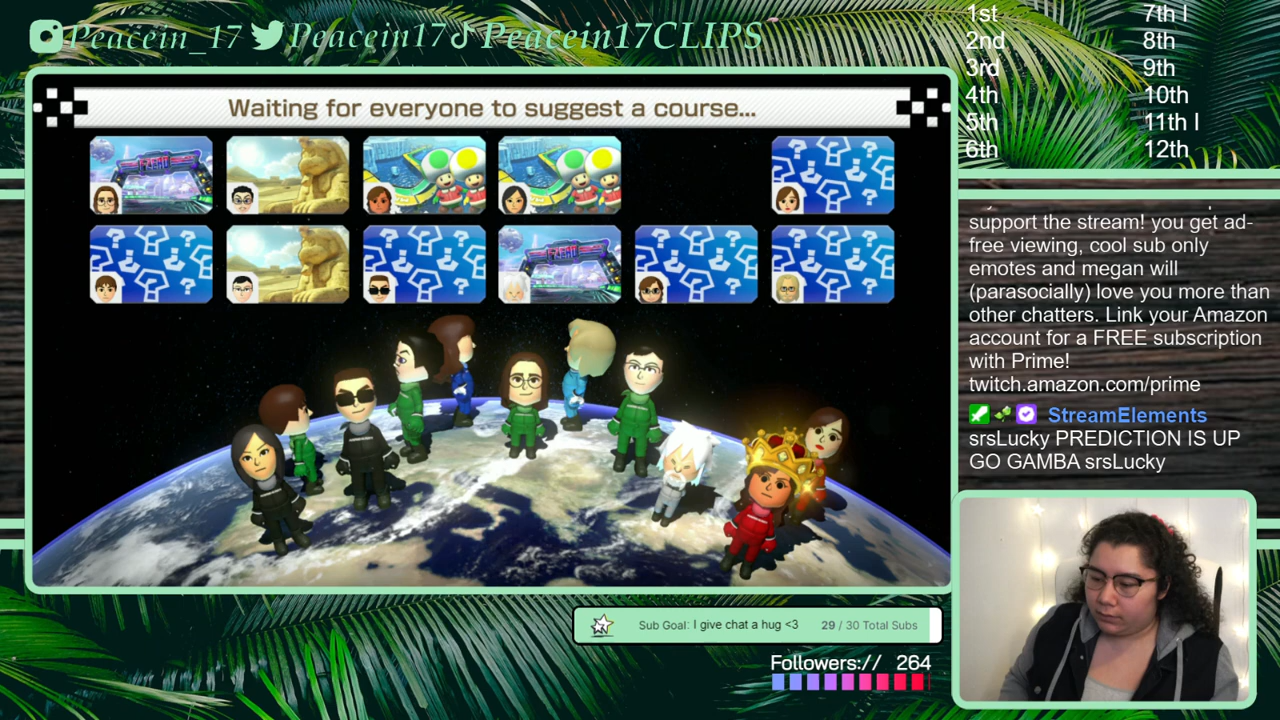 Peacein_17 Peacein17 Peacein17CLIPS
Waiting for everyone to suggest a course...
1st
2nd
3rd
4th
5th
6th
7th l
8th
9th
10th
11th l
12th
support the stream! you get ad-
free viewing, cool sub only
emotes and megan will
(parasocially) love you more than
other chatters. Link your Amazon
account for a FREE subscription
with Prime!
twitch.amazon.com/prime
StreamElements
srsLucky PREDICTION IS UP
GO GAMBA srsLucky
Sub Goal: I give chat a hug <3 29 / 30 Total Subs
Followers:// 264